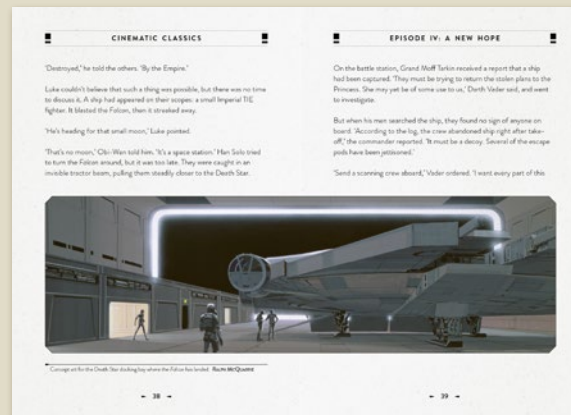 CINEMATIC CLASSICS
'Destroyed,' he told the others. 'By the Empire.'
Luke couldn't believe that such a thing was possible, but there was no time
to discuss it. A ship had appeared on their scopes: a small Imperial TIE
fighter. It blasted the Falcon, then it streaked away.
'He's heading for that small moon,' Luke pointed.
'That's no moon,' Obi-Wan told him. 'It's a space station.' Han Solo tried
to turn the Falcon around, but it was too late. They were caught in an
invisible tractor beam, pulling them steadily closer to the Death Star.
EPISODE IV: A NEW HOPE
On the battle station, Grand Moff Tarkin received a report that a ship
had been captured. 'They must be trying to return the stolen plans to the
Princess. She may yet be of some use to us,' Darth Vader said, and went
to investigate.
But when his men searched the ship, they found no sign of anyone on
board. 'According to the log, the crew abandoned ship right after take-
off,' the commander reported. 'It must be a decoy. Several of the escape
pods have been jettisoned.'
'Send a scanning crew aboard,' Vader ordered. 'I want every part of this
Concept art for the Death Star docking bay where the Falcon has landed. RALPH McQUARRIE
38
39